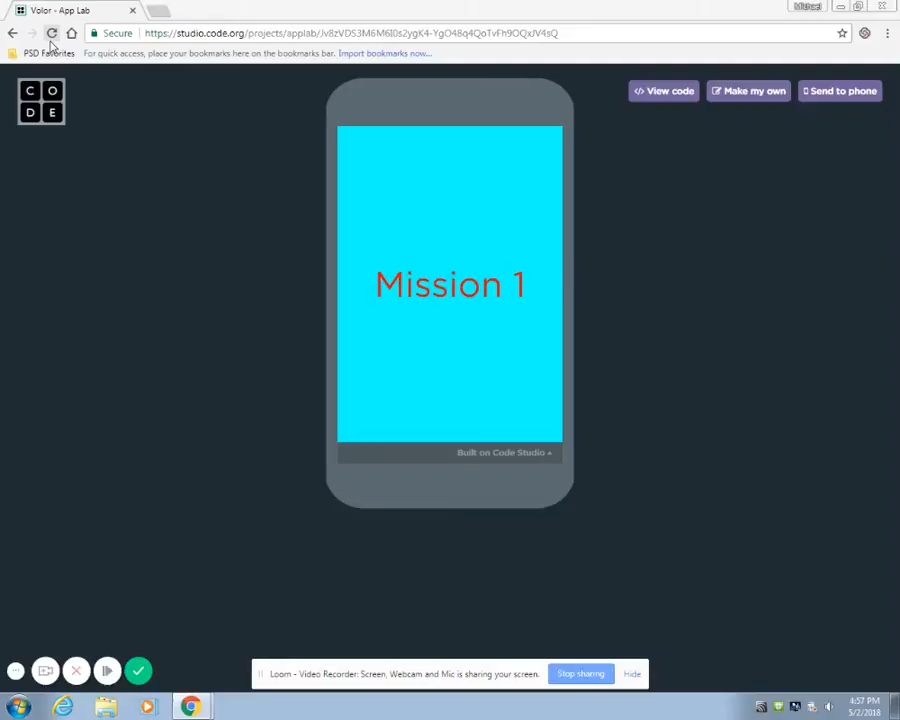 Volor - App Lab
Michael
Secure
https://studio.code.org/projects/applab/Jv8zVDS3M6M6I0s2ygK4-YgO48q4QoTvFh9OQxJV4sQ
PSD Favorites
For quick access, place your bookmarks here on the bookmarks bar. Import bookmarks now...
C O
D E
</> View code
Make my own
Send to phone
Mission 1
Built on Code Studio
Loom - Video Recorder: Screen, Webcam and Mic is sharing your screen.
Stop sharing
Hide
4:57 PM
5/2/2018